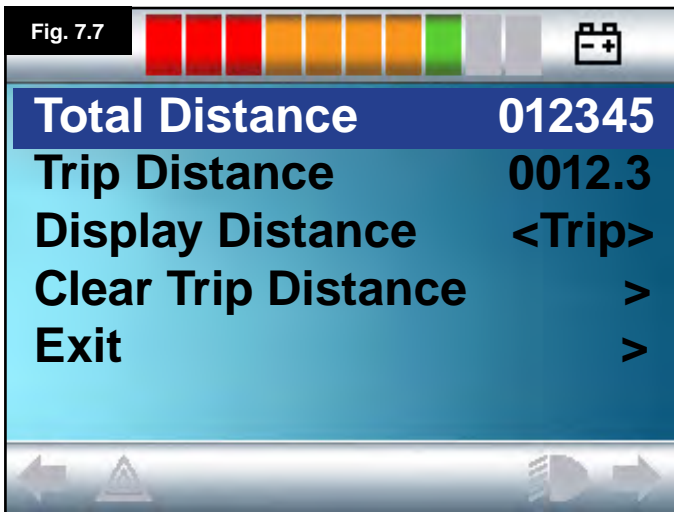 Fig. 7.7
Total Distance 012345
Trip Distance 0012.3
Display Distance <Trip>
Clear Trip Distance >
Exit >